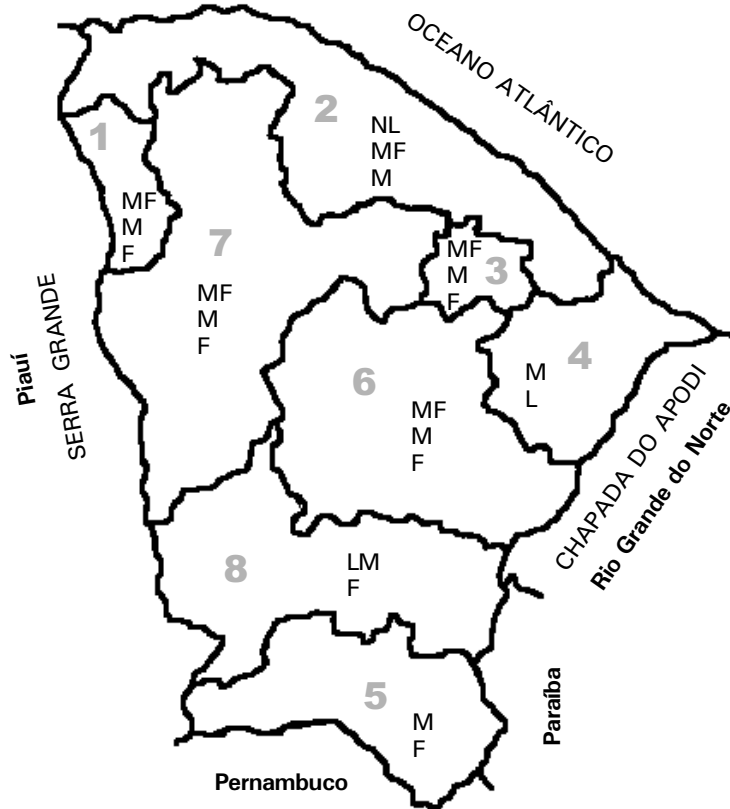 OCEANO ATLÂNTICO
1
2
NL
MF
M
MF
M
F
7
MF
M
F
3
MF
M
F
Piauí
SERRA GRANDE
4
M
L
6
MF
M
F
CHAPADA DO APODI
Rio Grande do Norte
8
LM
F
5
M
F
Paraíba
Pernambuco